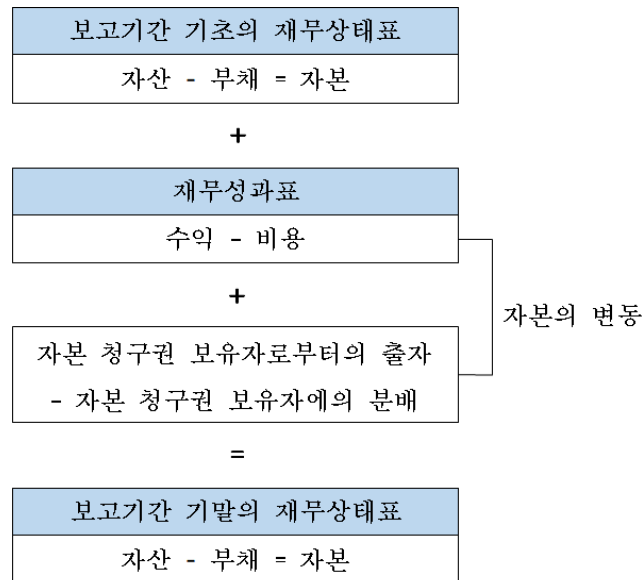 보고기간 기초의 재무상태표
자산 - 부채 = 자본
+
재무성과표
수익 - 비용
+
자본의 변동
자본 청구권 보유자로부터의 출자
- 자본 청구권 보유자에의 분배
=
보고기간 기말의 재무상태표
자산 - 부채 = 자본